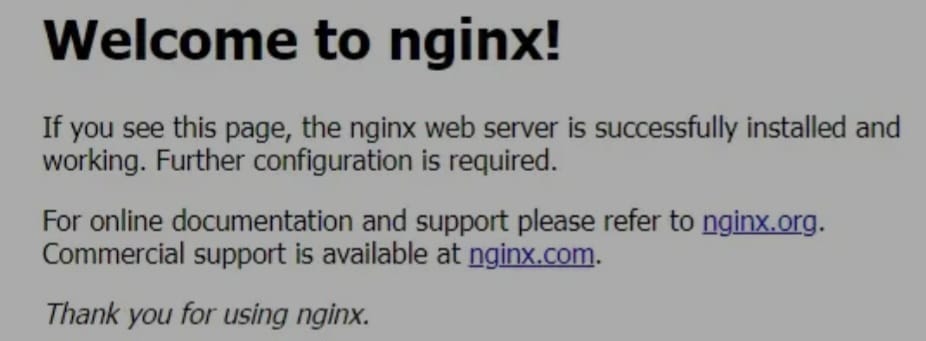 Welcome to nginx!
If you see this page, the nginx web server is successfully installed and
working. Further configuration is required.
For online documentation and support please refer to nginx.org.
Commercial support is available at nginx.com.
Thank you for using nginx.